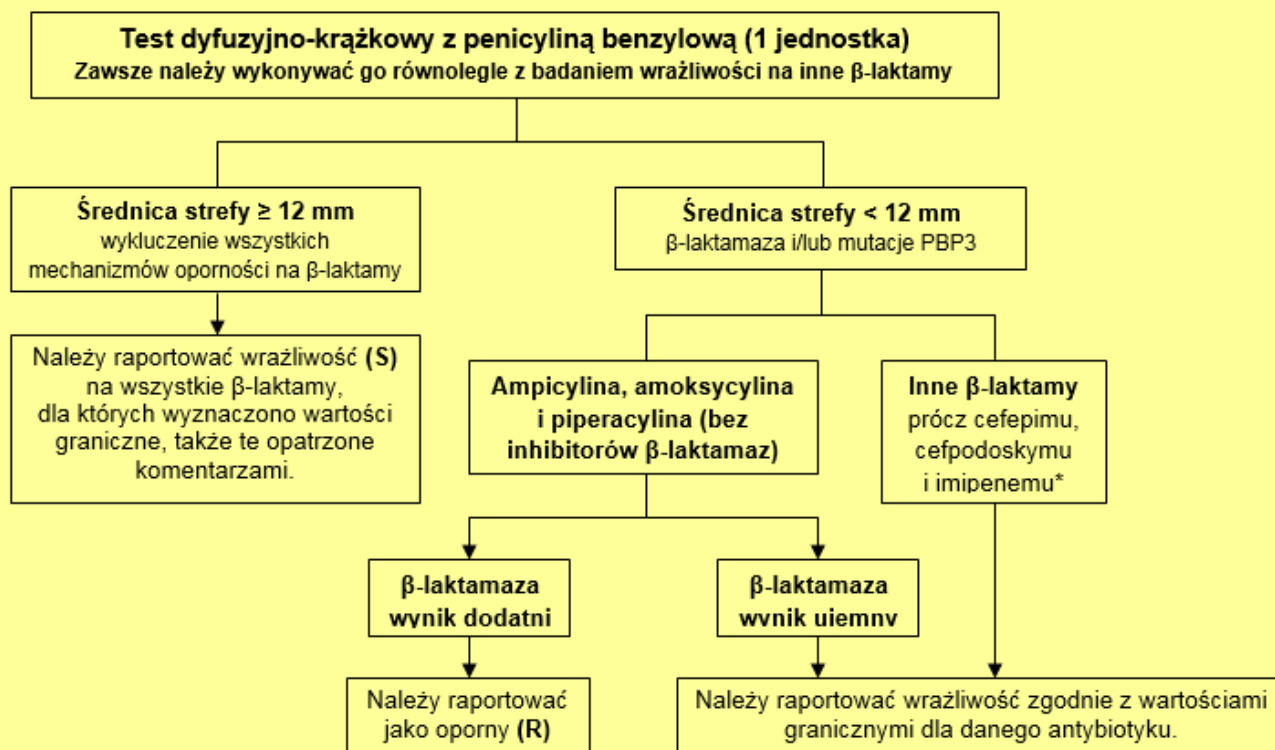 Test dyfuzyjno-krążkowy z penicyliną benzylową (1 jednostka)
Zawsze należy wykonywać go równolegle z badaniem wrażliwości na inne β-laktamy
Średnica strefy ≥ 12 mm
wykluczenie wszystkich
mechanizmów oporności na β-laktamy
Średnica strefy < 12 mm
β-laktamaza i/lub mutacje PBP3
Należy raportować wrażliwość (S)
na wszystkie β-laktamy,
dla których wyznaczono wartości
graniczne, także te opatrzone
komentarzami.
Ampicylina, amoksycylina
i piperacylina (bez
inhibitorów β-laktamaz)
Inne β-laktamy
prócz cefepimu,
cefpodoskymu
i imipenemu*
β-laktamaza
wynik dodatni
β-laktamaza
wynik ujemny
Należy raportować
jako oporny (R)
Należy raportować wrażliwość zgodnie z wartościami
granicznymi dla danego antybiotyku.